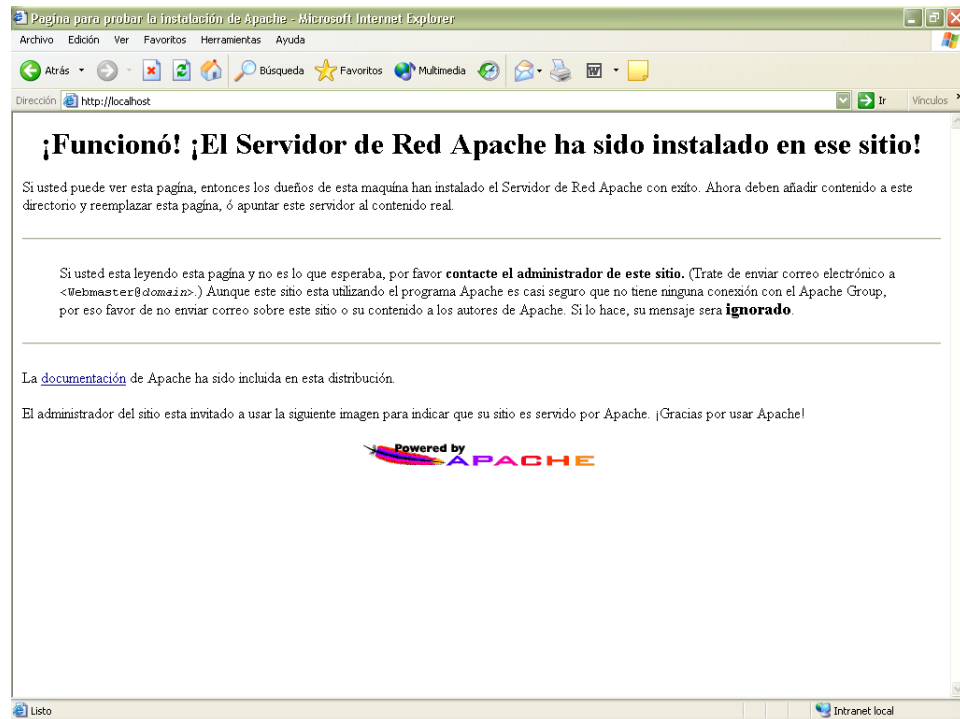 Pagina para probar la instalación de Apache - Microsoft Internet Explorer
Archivo Edición Ver Favoritos Herramientas Ayuda
Atrás Búsqueda Favoritos Multimedia
Dirección http://localhost Ir Vínculos
¡Funcionó! ¡El Servidor de Red Apache ha sido instalado en ese sitio!
Si usted puede ver esta pagína, entonces los dueños de esta maquína han instalado el Servidor de Red Apache con exíto. Ahora deben añadir contenido a este
directorio y reemplazar esta pagína, ó apuntar este servidor al contenido real.
Si usted esta leyendo esta pagína y no es lo que esperaba, por favor contacte el administrador de este sitio. (Trate de enviar correo electrónico a
<Webmaster@domain>.) Aunque este sitio esta utilizando el programa Apache es casi seguro que no tiene ninguna conexión con el Apache Group,
por eso favor de no enviar correo sobre este sitio o su contenido a los autores de Apache. Si lo hace, su mensaje sera ignorado.
La documentación de Apache ha sido incluida en esta distribución.
El administrador del sitio esta invitado a usar la siguiente imagen para indicar que su sitio es servido por Apache. ¡Gracias por usar Apache!
Powered by
APACHE
Listo Intranet local